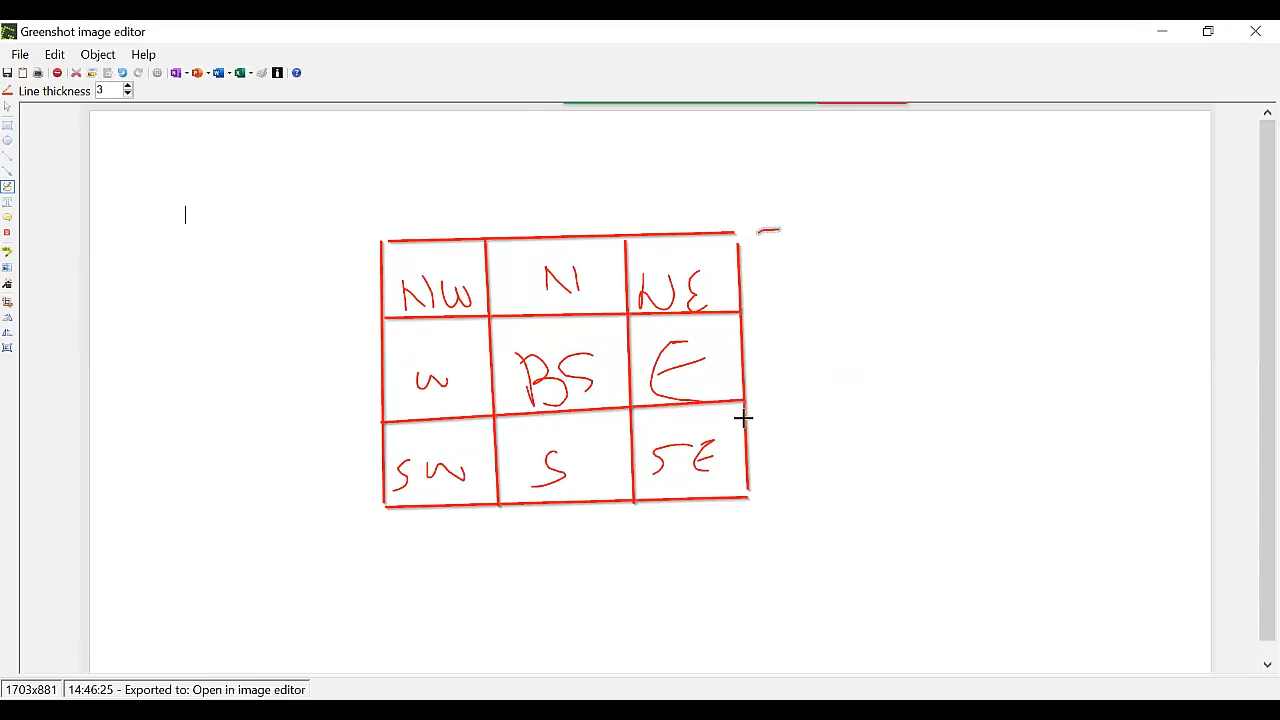 Greenshot image editor
File Edit Object Help
Line thickness 3
NW N NE
W BS E
SW S SE
1703x881 14:46:25 - Exported to: Open in image editor